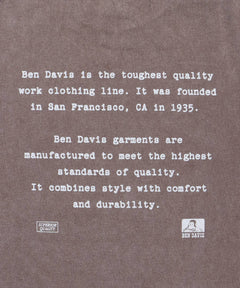 Ben Davis is the toughest quality
work clothing line. It was founded
in San Francisco, CA in 1935.
Ben Davis garments are
manufactured to meet the highest
standards of quality.
It combines style with comfort
and durability.
SUPERIOR
QUALITY
BEN DAVIS